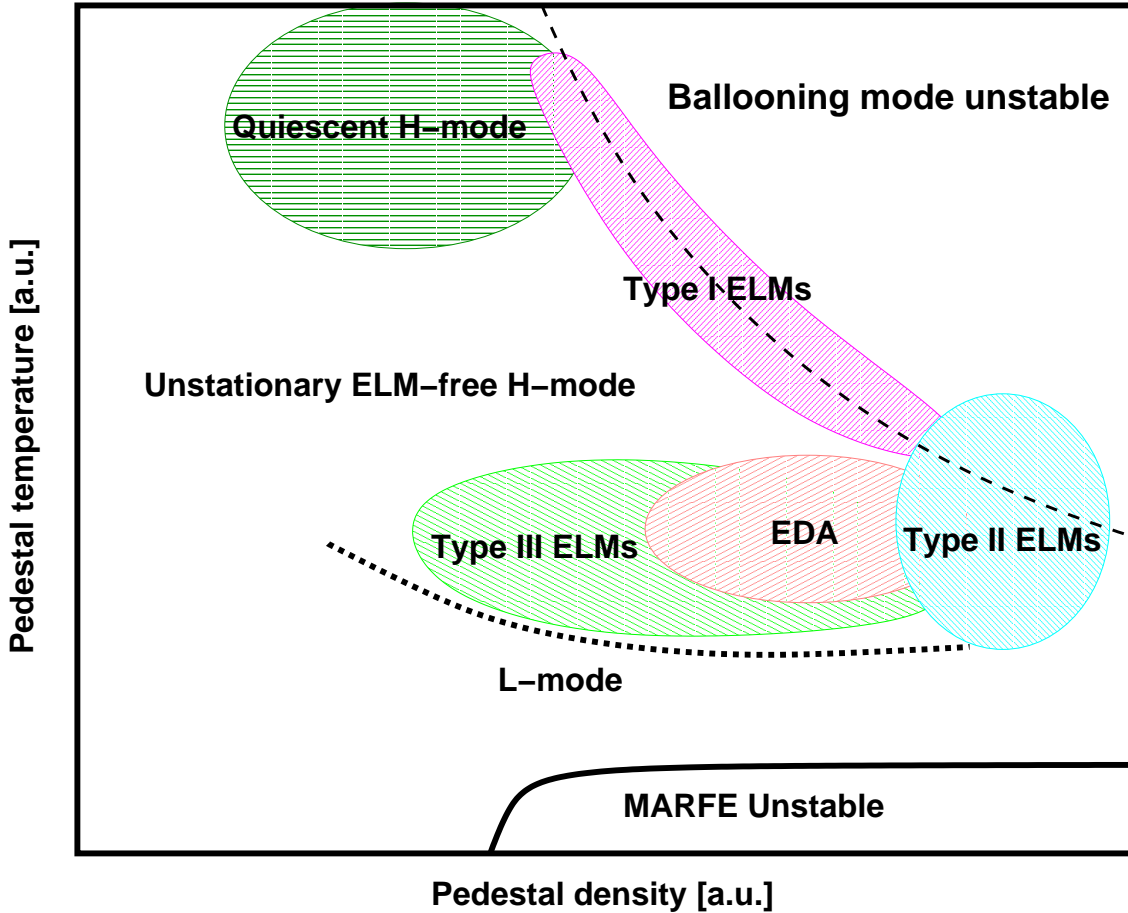 Ballooning mode unstable
Quiescent H−mode
Type I ELMs
Unstationary ELM−free H−mode
Type III ELMs
EDA
Type II ELMs
L−mode
MARFE Unstable
Pedestal temperature [a.u.]
Pedestal density [a.u.]